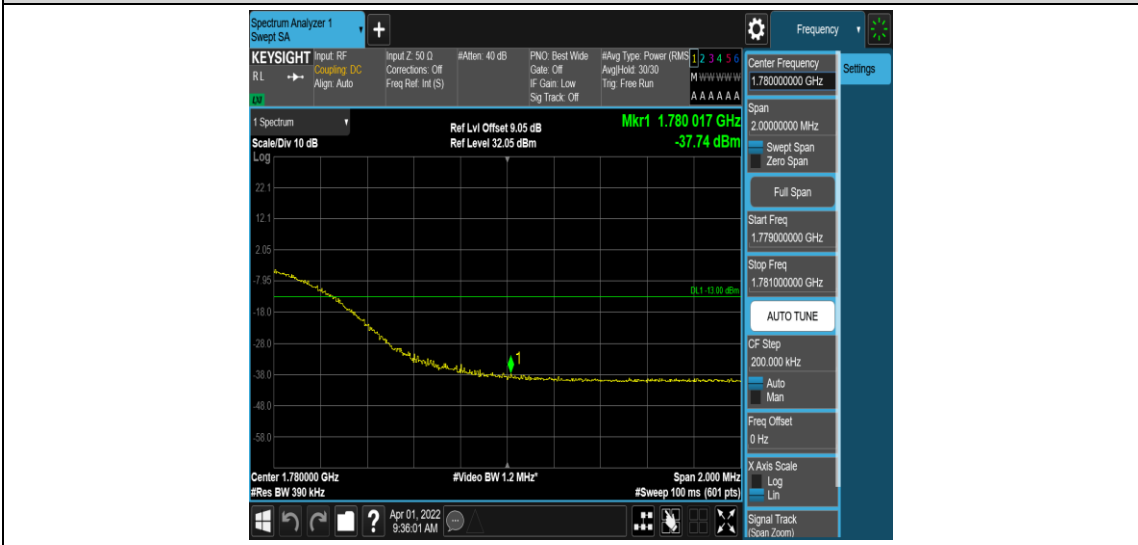 Spectrum Analyzer 1
Swept SA
+
Frequency
KEYSIGHT
RL
LXI
Input: RF
Coupling: DC
Align: Auto
Input Z: 50 Ω
Corrections: Off
Freq Ref: Int (S)
#Atten: 40 dB
PNO: Best Wide
Gate: Off
IF Gain: Low
Sig Track: Off
#Avg Type: Power (RMS
Avg|Hold: 30/30
Trig: Free Run
1 2 3 4 5 6
M W W W W W
A A A A A A
1 Spectrum
Scale/Div 10 dB
Log
Ref Lvl Offset 9.05 dB
Ref Level 32.05 dBm
Mkr1 1.780 017 GHz
-37.74 dBm
22.1
12.1
2.05
-7.95
-18.0
-28.0
-38.0
-48.0
-58.0
DL1 -13.00 dBm
1
Center 1.780000 GHz
#Res BW 390 kHz
#Video BW 1.2 MHz*
Span 2.000 MHz
#Sweep 100 ms (601 pts)
?
Apr 01, 2022
9:36:01 AM
Center Frequency
1.780000000 GHz
Settings
Span
2.00000000 MHz
Swept Span
Zero Span
Full Span
Start Freq
1.779000000 GHz
Stop Freq
1.781000000 GHz
AUTO TUNE
CF Step
200.000 kHz
Auto
Man
Freq Offset
0 Hz
X Axis Scale
Log
Lin
Signal Track
(Span Zoom)